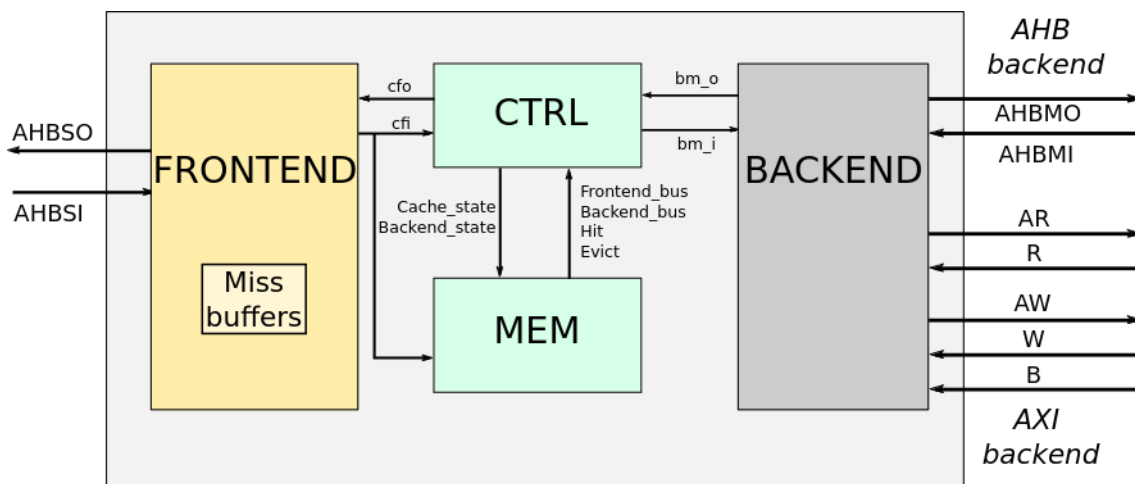 AHB
backend
AHBSO
AHBSI
FRONTEND
Miss
buffers
cfo
cfi
CTRL
Cache_state
Backend_state
Frontend_bus
Backend_bus
Hit
Evict
MEM
bm_o
bm_i
BACKEND
AHBMO
AHBMI
AR
R
AW
W
B
AXI
backend